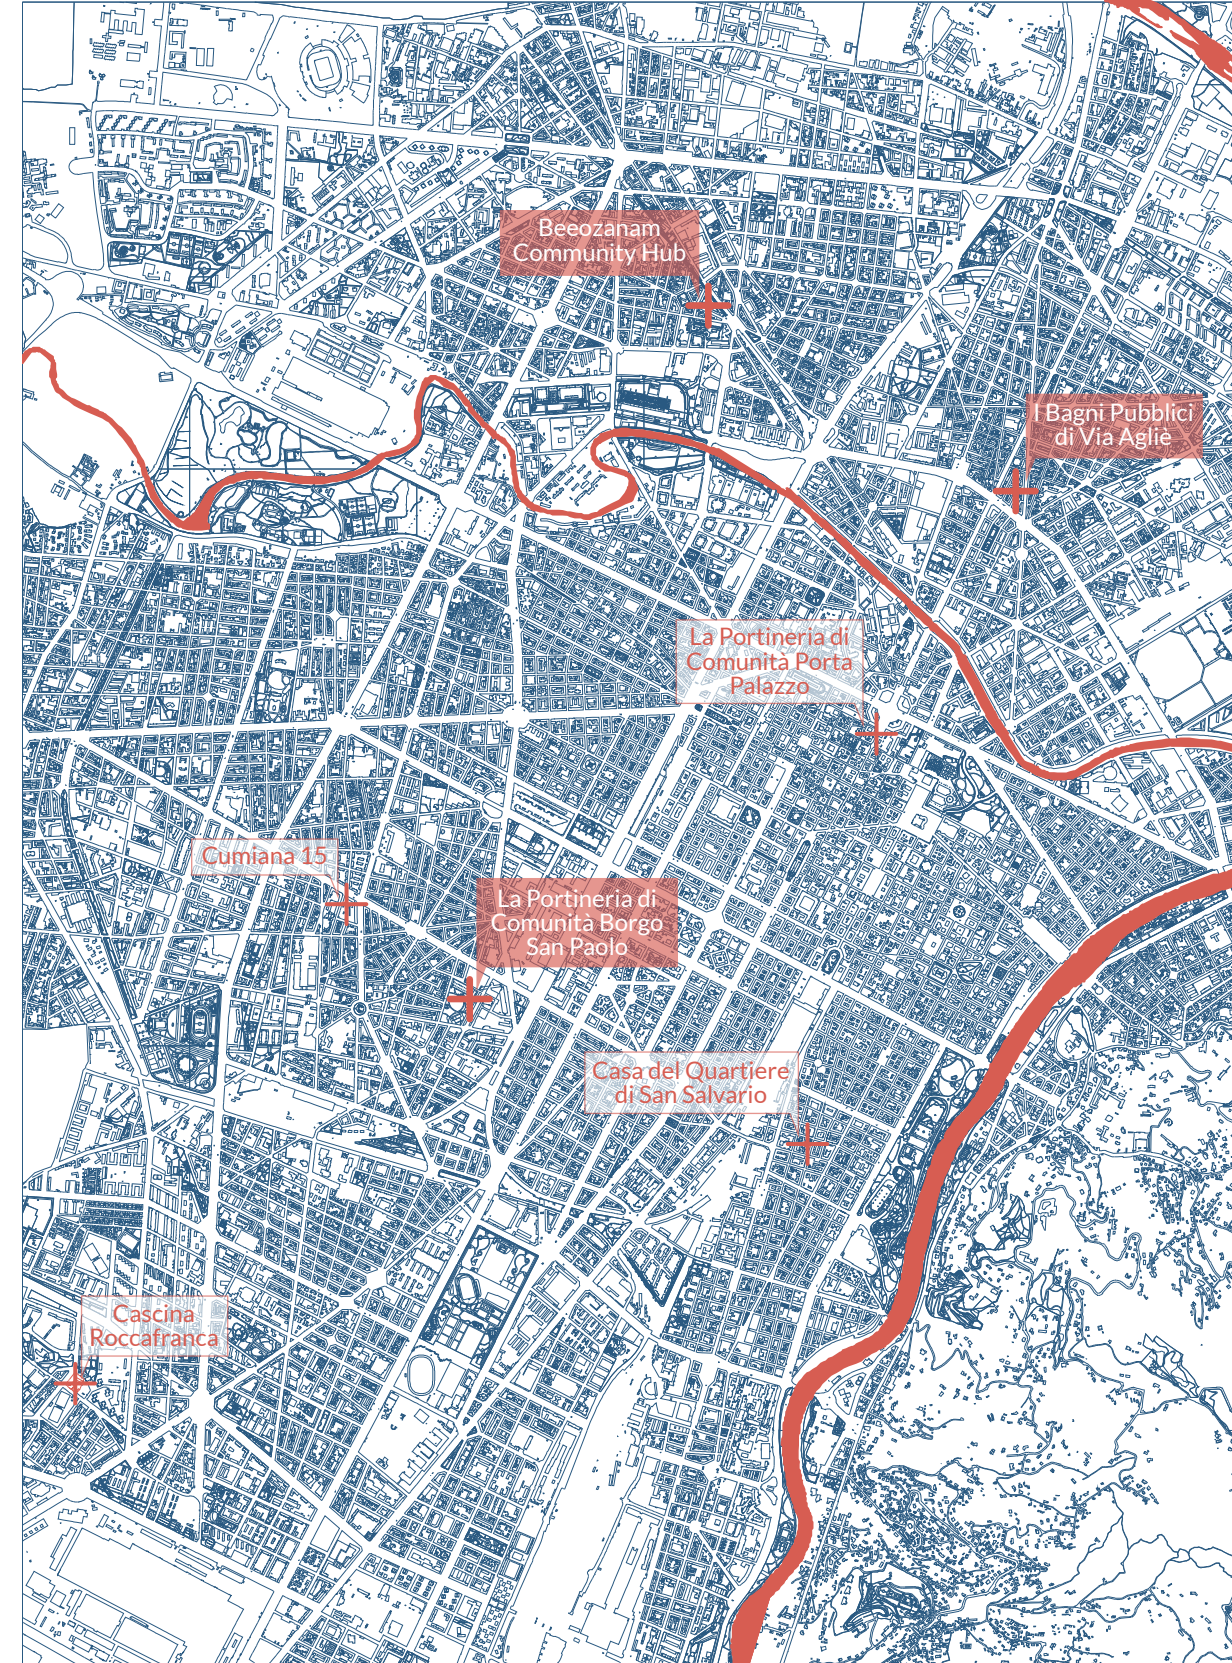 Beeozanam
Community Hub
I Bagni Pubblici
di Via Agliè
La Portineria di
Comunità Porta
Palazzo
Cumiana 15
La Portineria di
Comunità Borgo
San Paolo
Casa del Quartiere
di San Salvario
Cascina
Roccafranca